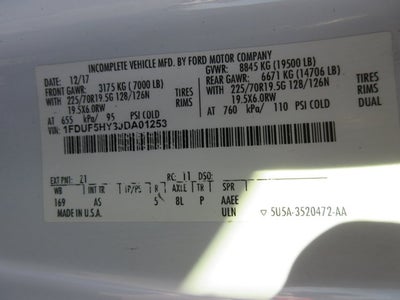 INCOMPLETE VEHICLE MFD. BY FORD MOTOR COMPANY
12/17 GVWR: 8845 KG (19500 LB)
FRONT GAWR: 3175 KG ( 7000 LB) REAR GAWR: 6671 KG (14706 LB)
WITH 225/70R19.5G 128/126N TIRES WITH 225/70R19.5G 128/126N TIRES
19.5X6.0RW RIMS 19.5X6.0RW RIMS
AT 655 kPa/ 95 PSI COLD AT 760 kPa/ 110 PSI COLD DUAL
VIN: 1FDUF5HY3JDA01253
EXT PNT: Z1 RC: 11 DSO:
WB INT TR TP/PS R AXLE TR SPR
169 AS 5 8L P AAEE
MADE IN U.S.A. ULN ▽ 5U5A-3520472-AA